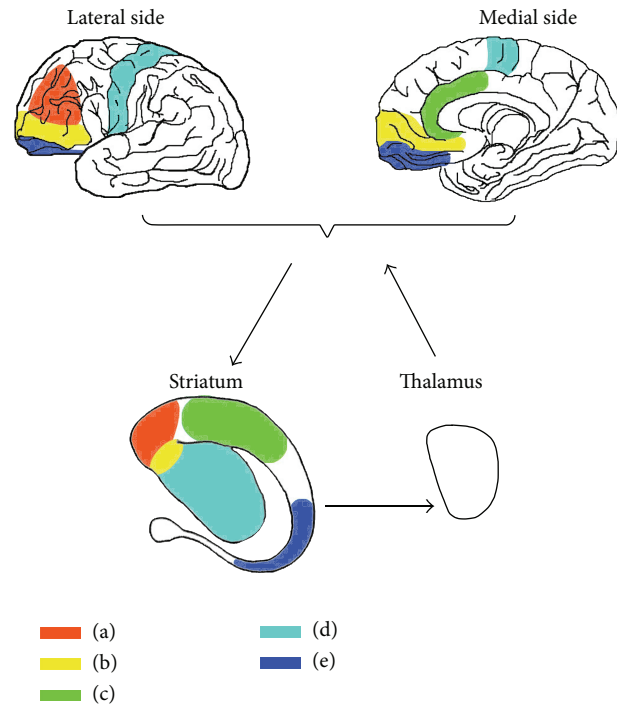 Lateral side
Medial side
Striatum
Thalamus
(a)
(b)
(c)
(d)
(e)